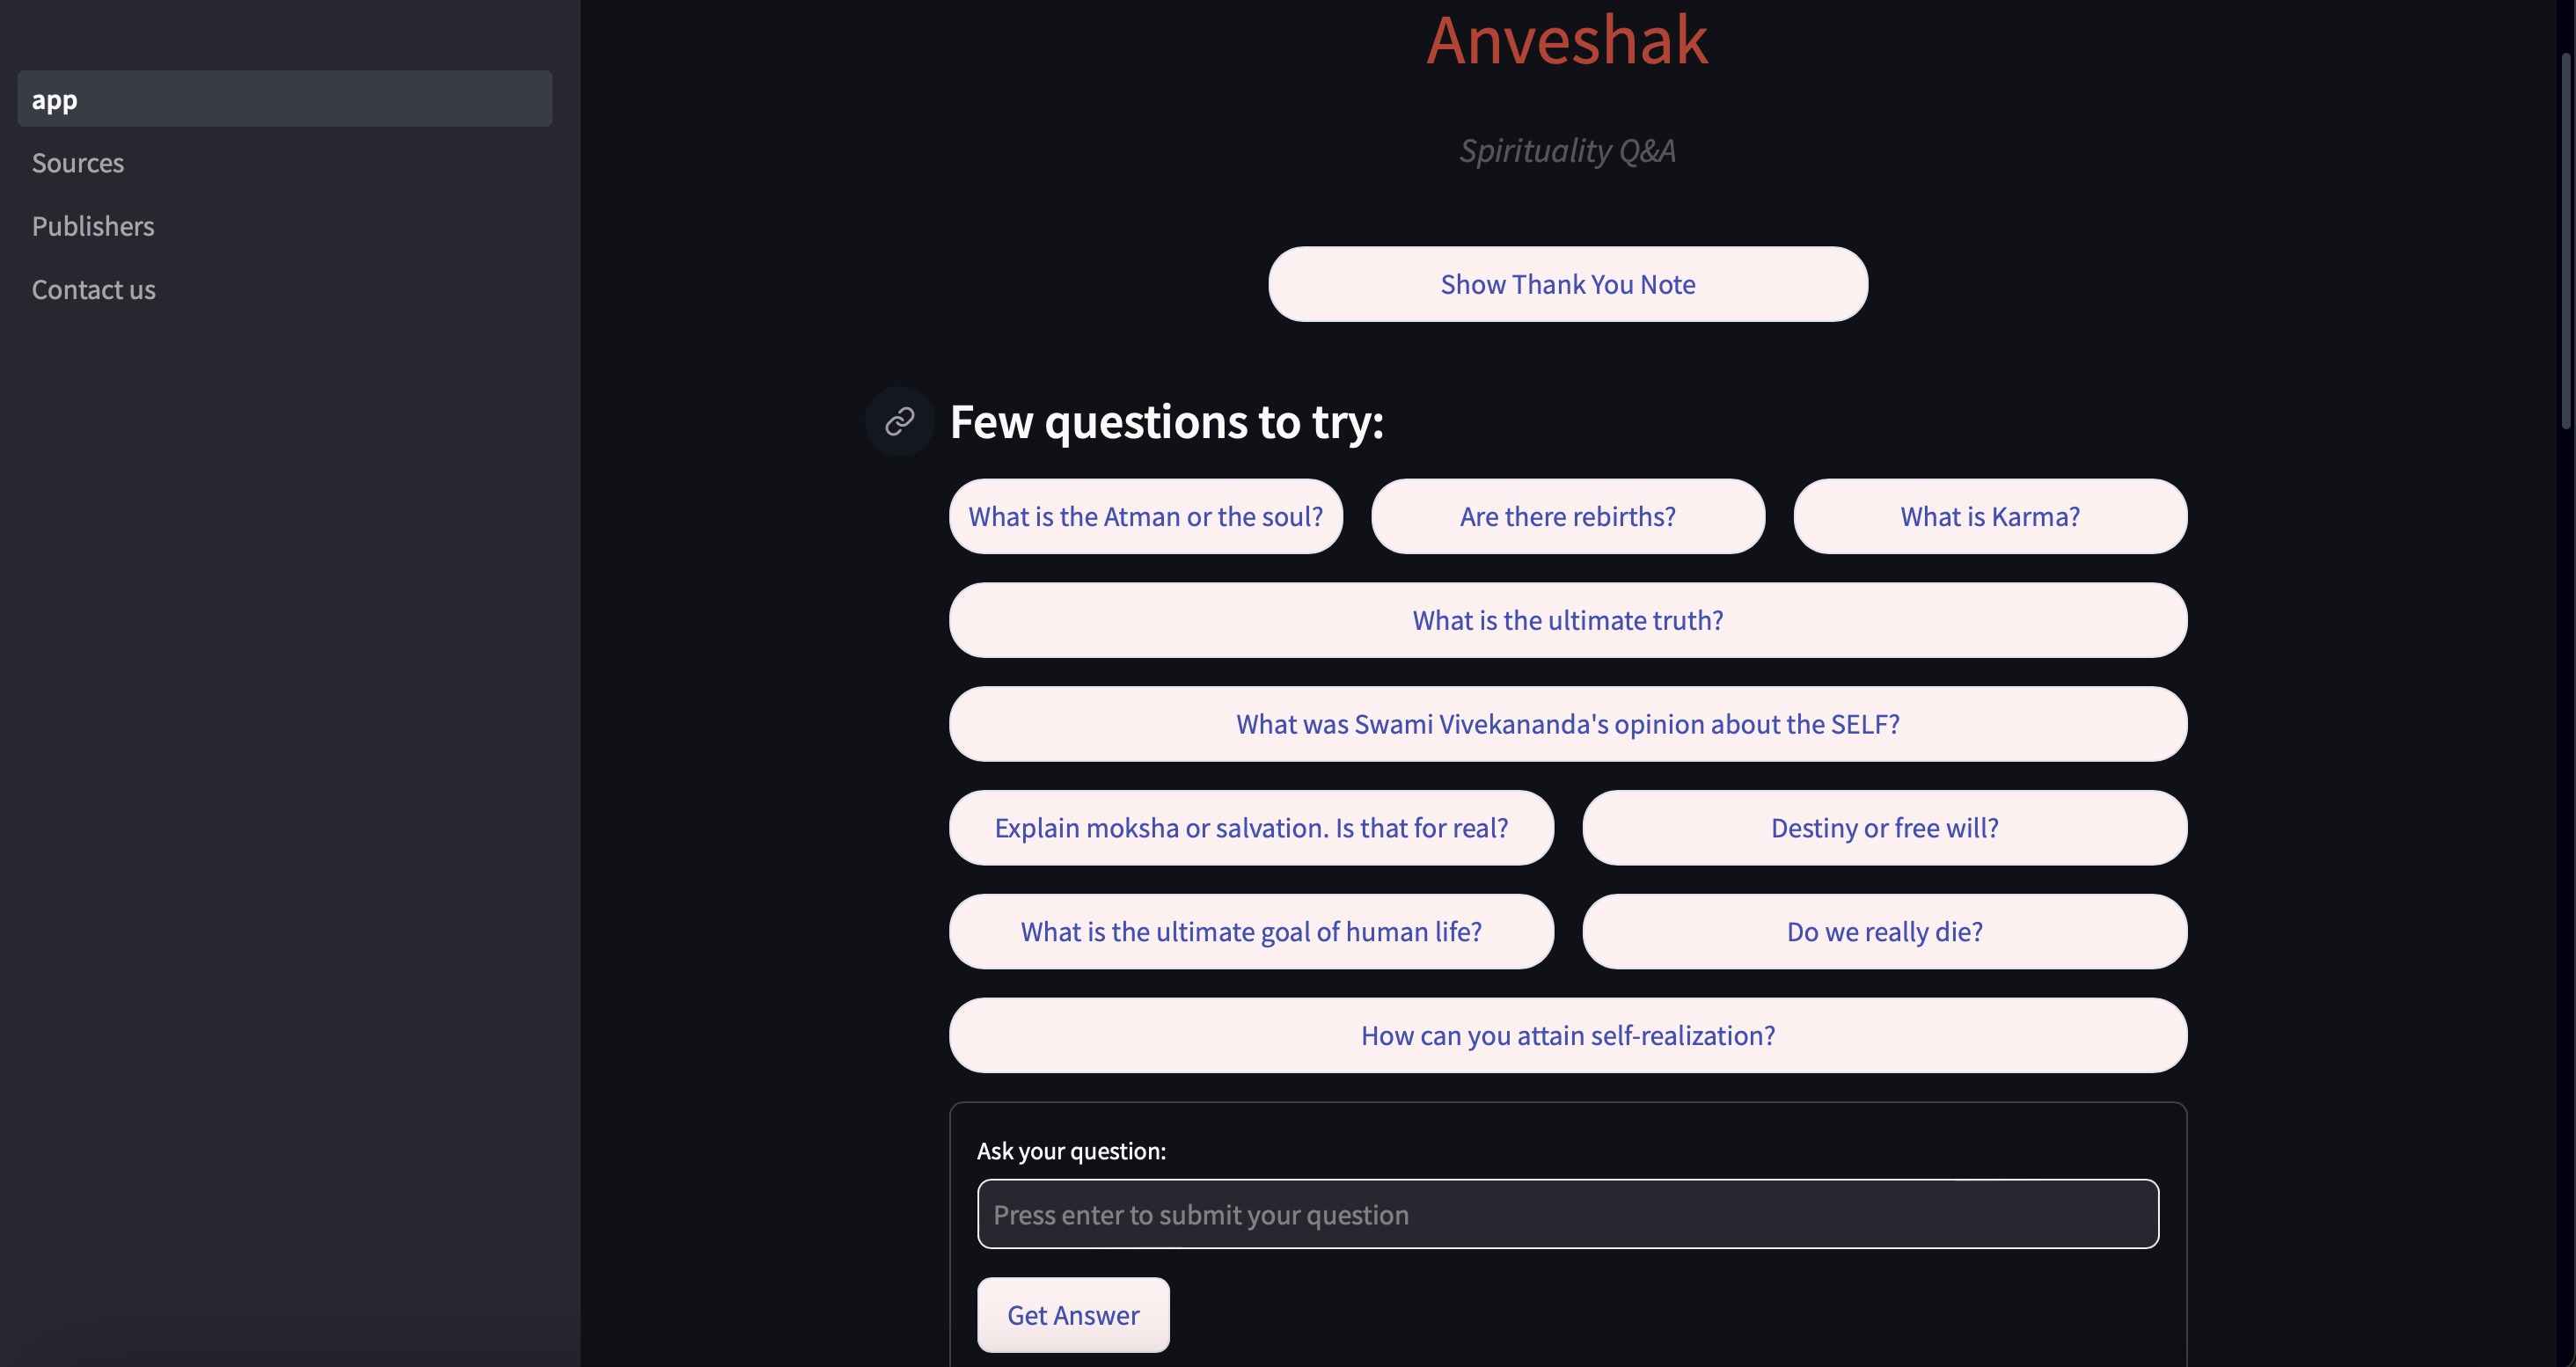 app
Sources
Publishers
Contact us
Anveshak
Spirituality Q&A
Show Thank You Note
Few questions to try:
What is the Atman or the soul?
Are there rebirths?
What is Karma?
What is the ultimate truth?
What was Swami Vivekananda's opinion about the SELF?
Explain moksha or salvation. Is that for real?
Destiny or free will?
What is the ultimate goal of human life?
Do we really die?
How can you attain self-realization?
Ask your question:
Press enter to submit your question
Get Answer